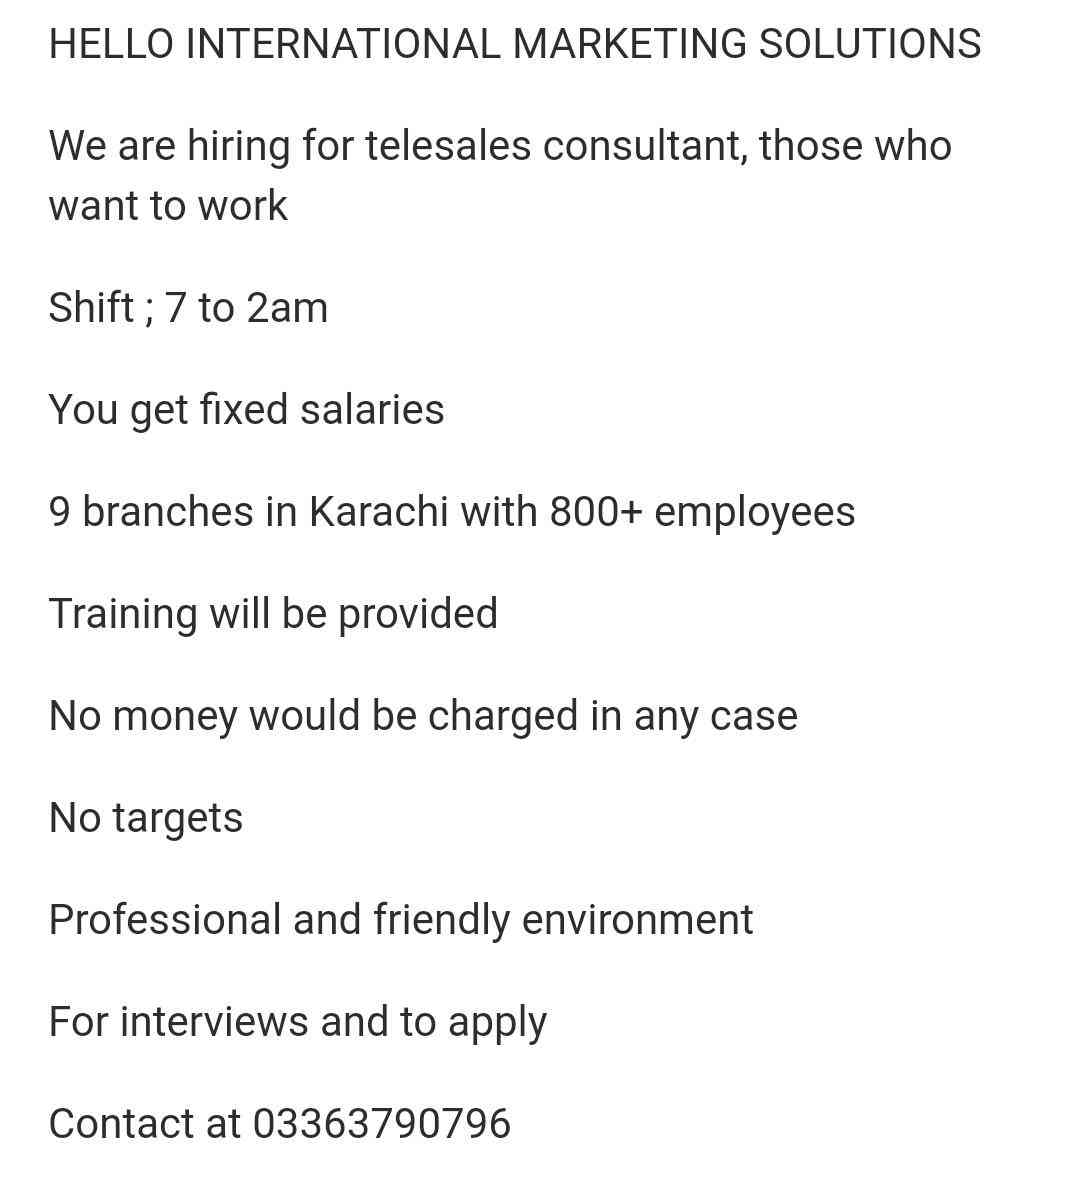 HELLO INTERNATIONAL MARKETING SOLUTIONS
We are hiring for telesales consultant, those who
want to work
Shift ; 7 to 2am
You get fixed salaries
9 branches in Karachi with 800+ employees
Training will be provided
No money would be charged in any case
No targets
Professional and friendly environment
For interviews and to apply
Contact at 03363790796